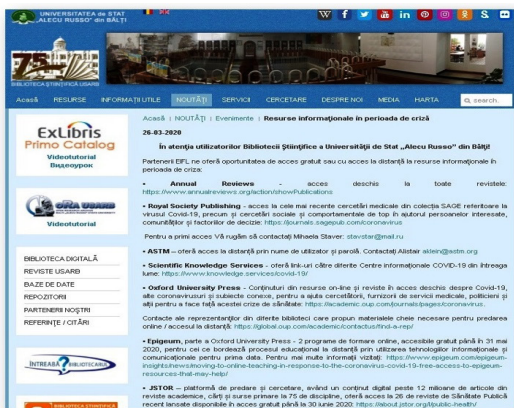 UNIVERSITATEA de STAT
„ALECU RUSSO" din BĂLȚI
BIBLIOTECA ȘTIINȚIFICĂ USARB
Acasă RESURSE INFORMAȚII UTILE NOUTĂȚI SERVICII CERCETARE DESPRE NOI MEDIA HARTA search.
Acasă | NOUTĂȚI | Evenimente | Resurse informaționale în perioada de criză
26-03-2020
În atenția utilizatorilor Bibliotecii Științifice a Universității de Stat „Alecu Russo" din Bălți!
Partenerii EIFL ne oferă oportunitatea de acces gratuit sau cu acces la distanță la resurse informaționale în
perioada de criza:
• Annual Reviews - acces deschis la toate revistele:
https://www.annualreviews.org/action/showPublications
• Royal Society Publishing - acces la cele mai recente cercetări medicale din colecția SAGE referitoare la
virusul Covid-19, precum și cercetări sociale și comportamentale de top în ajutorul persoanelor interesate,
comunităților și factorilor de decizie: https://journals.sagepub.com/coronavirus
Pentru a primi acces Vă rugăm să contactați Mihaela Staver: stavstar@mail.ru
• ASTM – oferă acces la distanță prin nume de utilizator și parolă. Contactați Alistair aklein@astm.org
• Scientific Knowledge Services - oferă link-uri către diferite Centre informaționale COVID-19 din întreaga
lume: https://www.knowledge.services/covid-19/
• Oxford University Press - Conținuturi din resurse on-line și reviste în acces deschis despre Covid-19,
alte coronavirusuri și subiecte conexe, pentru a ajuta cercetătorii, furnizorii de servicii medicale, politicieni și
alții pentru a face față acestei crize de sănătate: https://academic.oup.com/journals/pages/coronavirus.
Contacte ale reprezentanților din diferite biblioteci care propun materialele cheie necesare pentru predarea
online / accesul la distanță: https://global.oup.com/academic/contactus/find-a-rep/
• Epigeum, parte a Oxford University Press - 2 programe de formare online, accesibile gratuit până în 31 mai
2020, pentru cei ce bordează procesul educațional la distanță prin utilizarea tehnologiilor informaționale și
comunicaționale pentru prima data. Pentru mai multe informații vizitați: https://www.epigeum.com/epigeum-
insights/news/moving-to-online-teaching-in-response-to-the-coronavirus-covid-19-free-access-to-epigeum-
resources-that-may-help/
• JSTOR – platformă de predare și cercetare, având un conținut digital peste 12 milioane de articole din
reviste academice, cărți și surse primare la 75 de discipline, oferă acces la 26 de reviste de Sănătate Publică
recent lansate disponibile în acces gratuit până la 30 iunie 2020: https://about.jstor.org/publichealth/
ExLibris
Primo Catalog
Videotutorial
Видеоурок
ORA USARB
Videotutorial
BIBLIOTECA DIGITALĂ
REVISTE USARB
BAZE DE DATE
REPOZITORII
PARTENERII NOȘTRI
REFERINȚE / CITĂRI
ÎNTREABĂ BIBLIOTECARUL
BIBLIOTECA ȘTIINȚIFICĂ